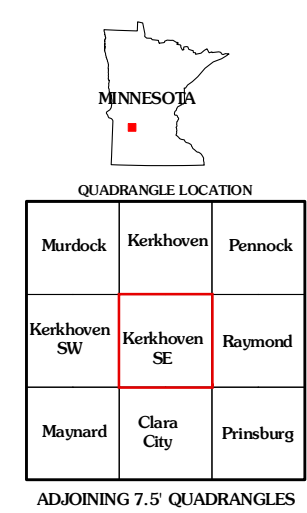 MINNESOTA
QUADRANGLE LOCATION
Murdock Kerkhoven Pennock
Kerkhoven SW Kerkhoven SE Raymond
Maynard Clara City Prinsburg
ADJOINING 7.5' QUADRANGLES